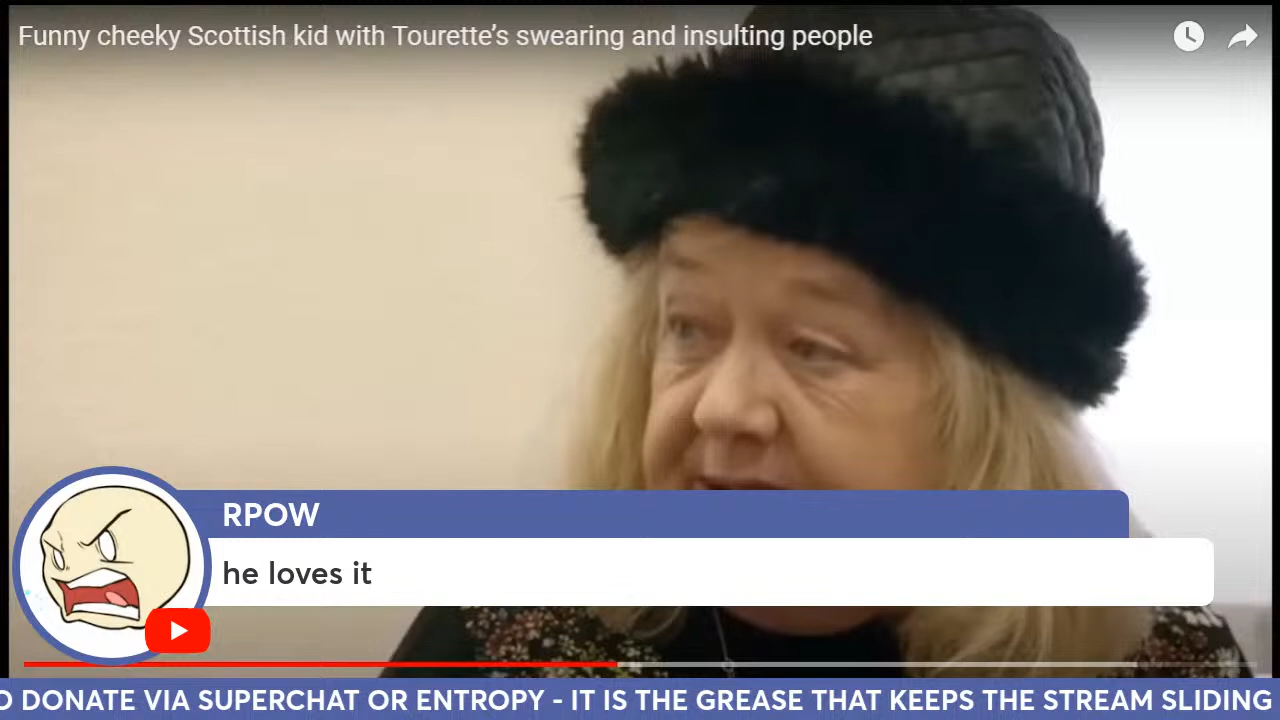 Funny cheeky Scottish kid with Tourette’s swearing and insulting people
RPOW
he loves it
DONATE VIA SUPERCHAT OR ENTROPY - IT IS THE GREASE THAT KEEPS THE STREAM SLIDING